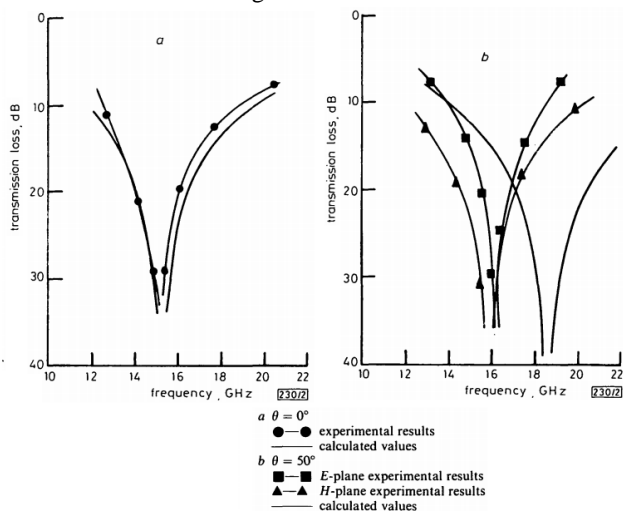 a
b
0
10
20
30
40
transmission loss, dB
10 12 14 16 18 20 22
frequency, GHz
230/2
0
10
20
30
40
transmission loss, dB
10 12 14 16 18 20 22
frequency, GHz
230/2
a θ = 0°
●—● experimental results
—— calculated values
b θ = 50°
■—■ E-plane experimental results
▲—▲ H-plane experimental results
—— calculated values